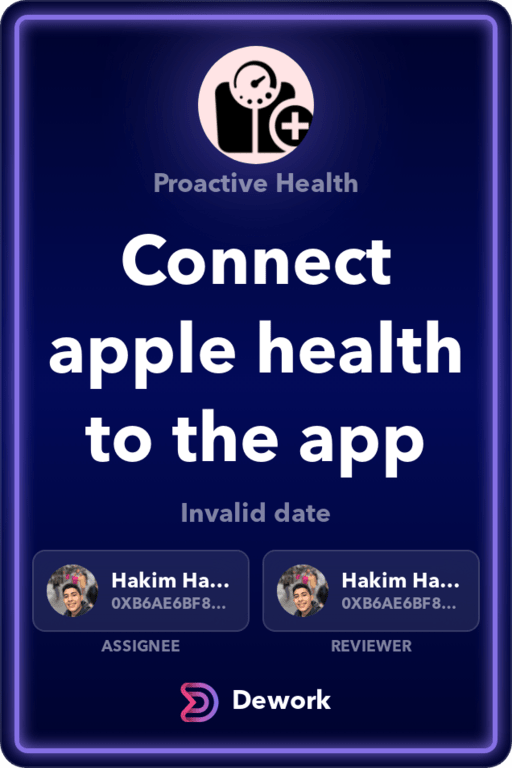 Proactive Health
Connect
apple health
to the app
Invalid date
Hakim Ha...
0XB6AE6BF8...
Hakim Ha...
0XB6AE6BF8...
ASSIGNEE
REVIEWER
Dework